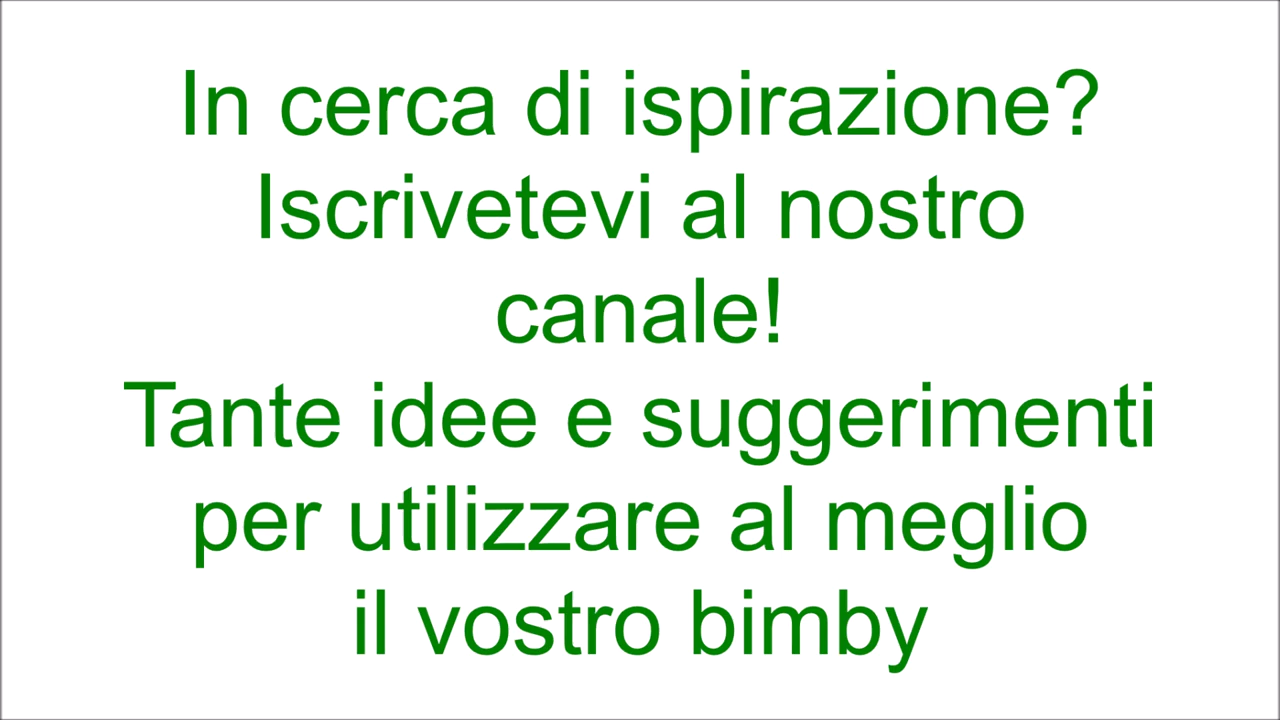 In cerca di ispirazione?
Iscrivetevi al nostro
canale!
Tante idee e suggerimenti
per utilizzare al meglio
il vostro bimby